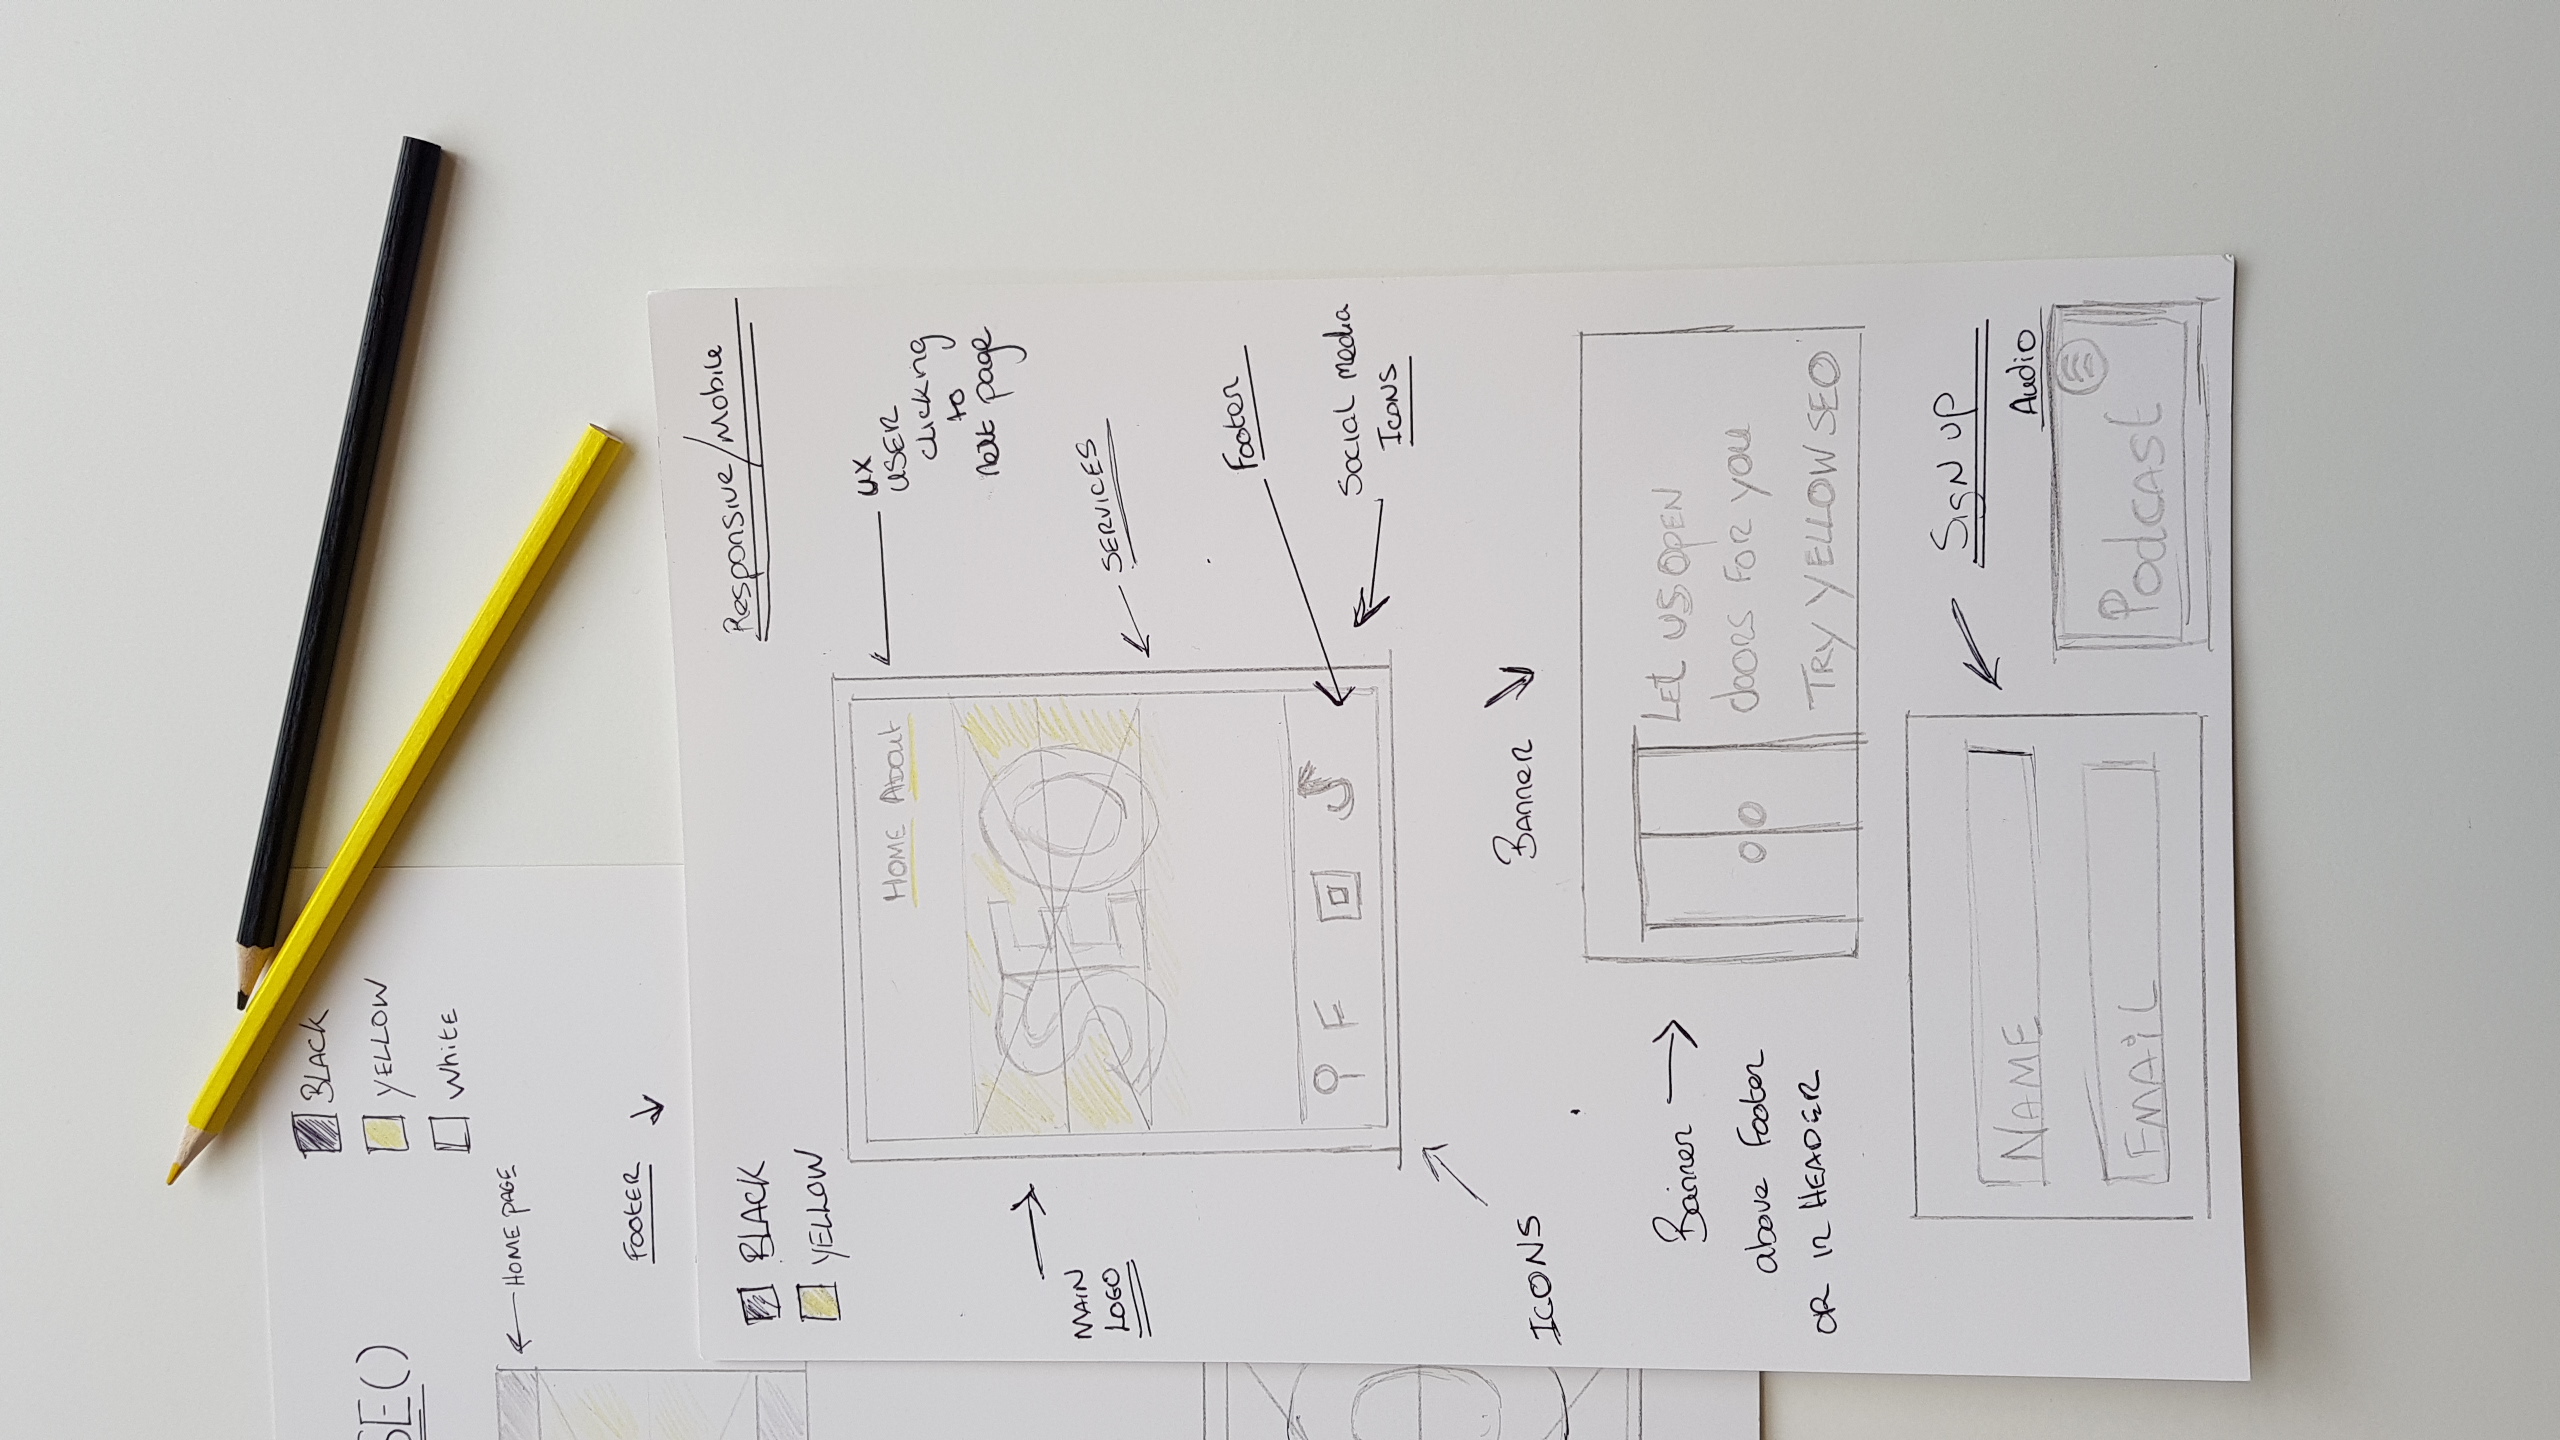 BLACK
YELLOW
WhitE
SE()
HOME PAGE
FOOTER
Responsive/Mobile
BLACK
YELLOW
HOME About
UX
USER
clicking
to
next page
SEO
MAIN
LOGO
SERVICES
Footer
F
Social media
ICONS
ICONS
Banner
Banner
above Footer
OR in HEADER
LEt US OPEN
doors FOR you
TRY YELLOW SEO
NAME
EMAiL
SigN UP
Audio
Podcast